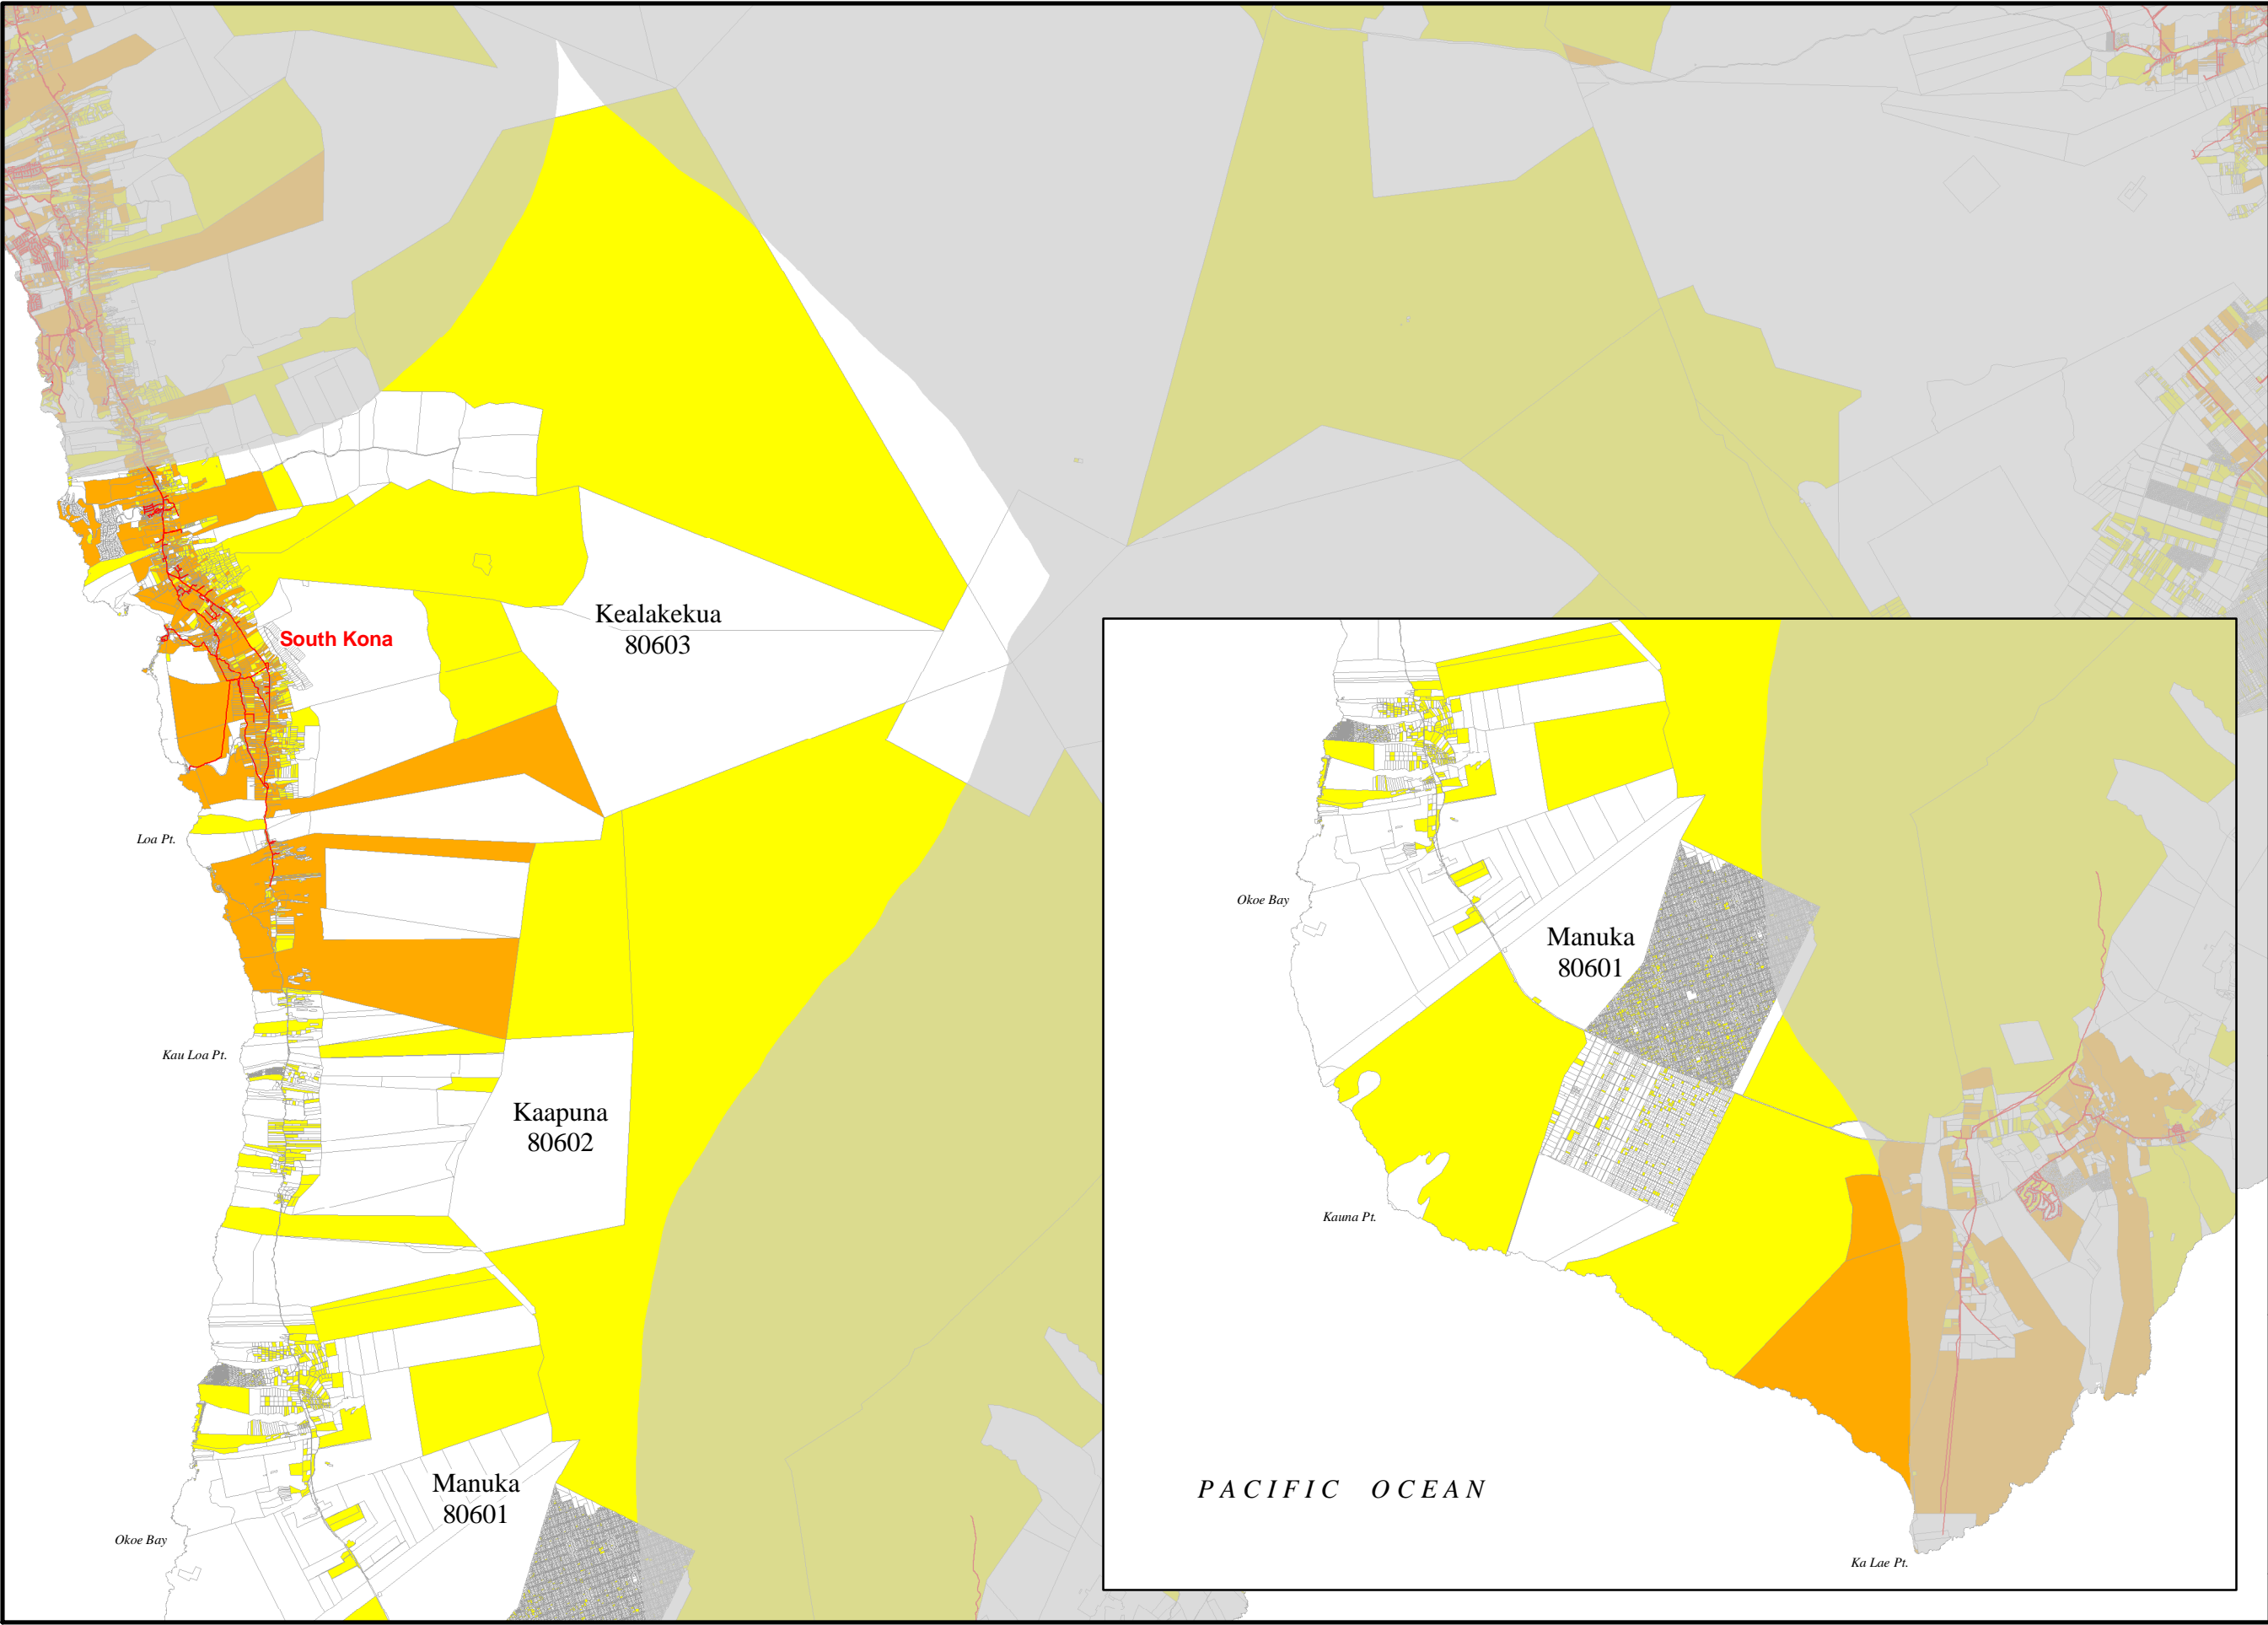 Kealakekua
80603
South Kona
Loa Pt.
Kau Loa Pt.
Kaapuna
80602
Manuka
80601
Okoe Bay
Okoe Bay
Manuka
80601
Kauna Pt.
PACIFIC OCEAN
Ka Lae Pt.